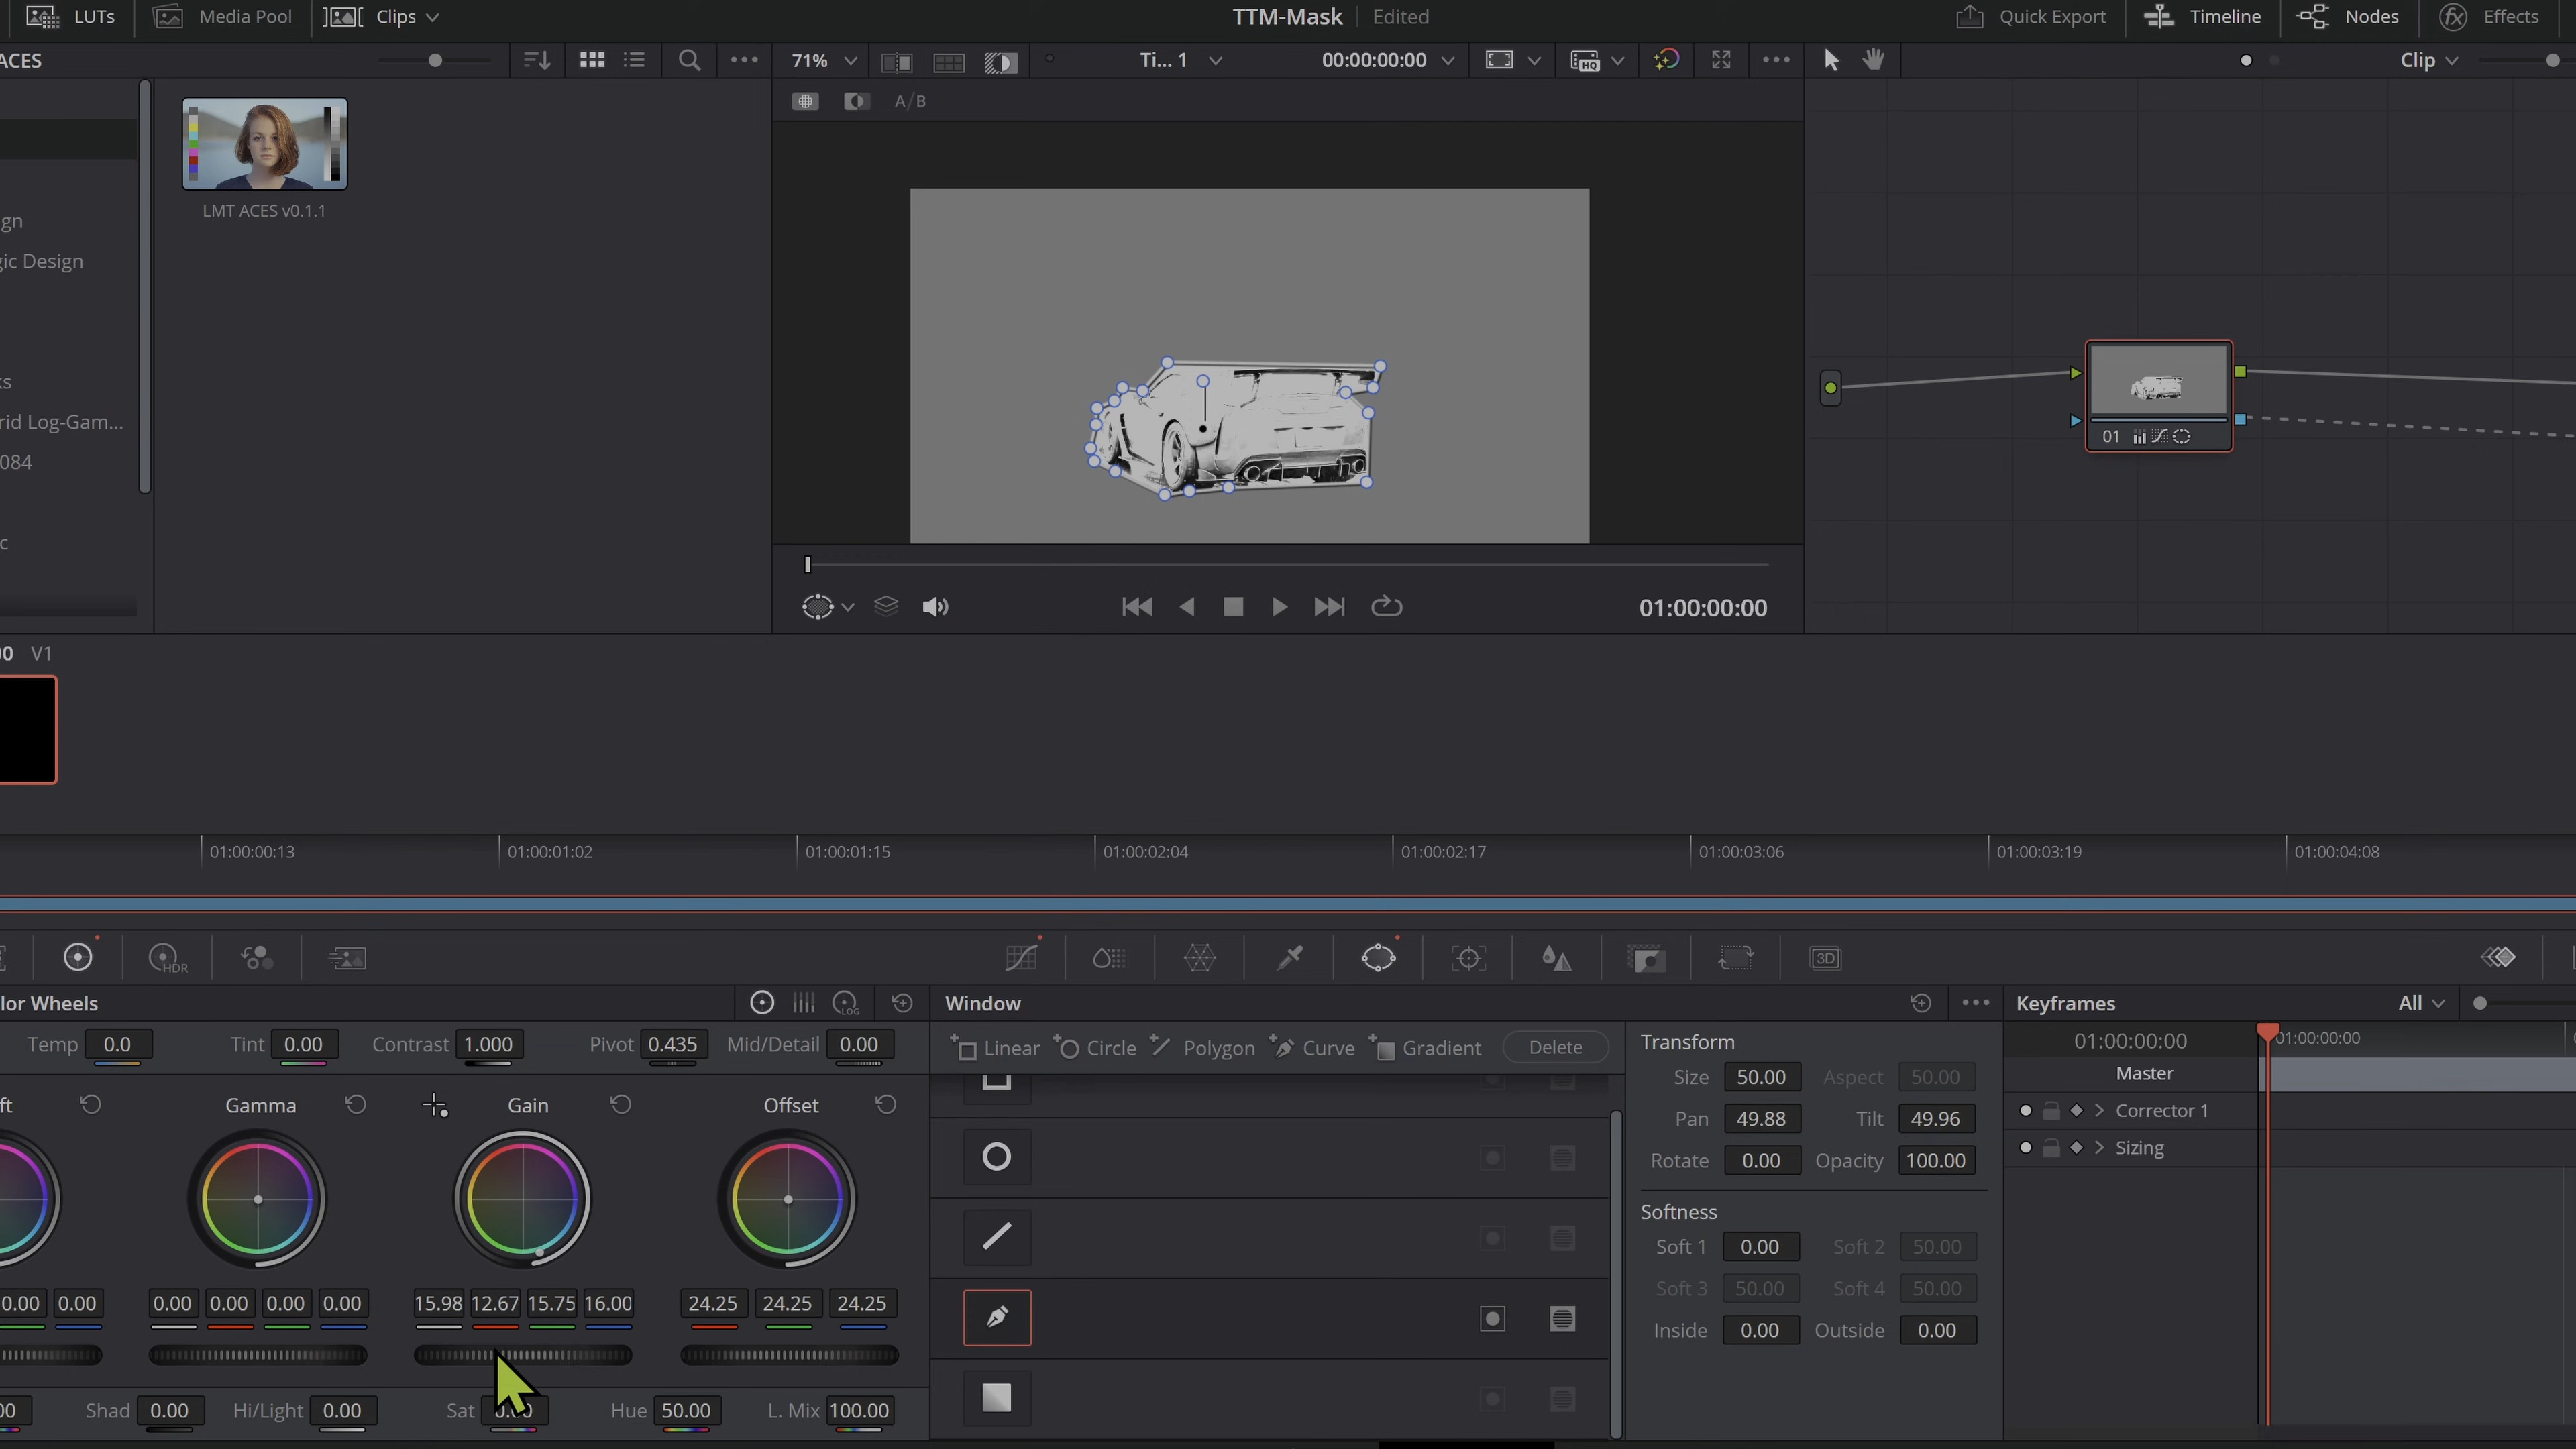 LUTs Media Pool Clips TTM-Mask Edited Quick Export Timeline Nodes Effects
ACES 71% Ti... 1 00:00:00:00 HQ Clip
A/B
LMT ACES v0.1.1
gn
gic Design
ks
rid Log-Gam...
084
c
01
01:00:00:00
00 V1
01:00:00:13 01:00:01:02 01:00:01:15 01:00:02:04 01:00:02:17 01:00:03:06 01:00:03:19 01:00:04:08
HDR 3D
lor Wheels LOG Window Keyframes All
Temp 0.0 Tint 0.00 Contrast 1.000 Pivot 0.435 Mid/Detail 0.00
Linear Circle Polygon Curve Gradient Delete
Transform
Size 50.00 Aspect 50.00
Pan 49.88 Tilt 49.96
Rotate 0.00 Opacity 100.00
Softness
Soft 1 0.00 Soft 2 50.00
Soft 3 50.00 Soft 4 50.00
Inside 0.00 Outside 0.00
01:00:00:00 01:00:00:00
Master
Corrector 1
Sizing
ft Gamma Gain Offset
0.00 0.00 0.00 0.00 0.00 0.00 15.98 12.67 15.75 16.00 24.25 24.25 24.25
00 Shad 0.00 Hi/Light 0.00 Sat Hue 50.00 L. Mix 100.00